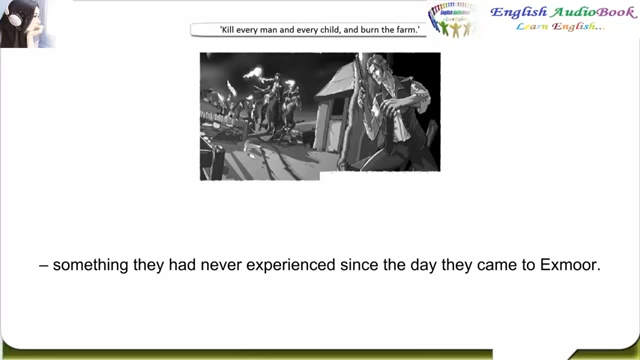 English AudioBook
Learn English...
'Kill every man and every child, and burn the farm.'
– something they had never experienced since the day they came to Exmoor.